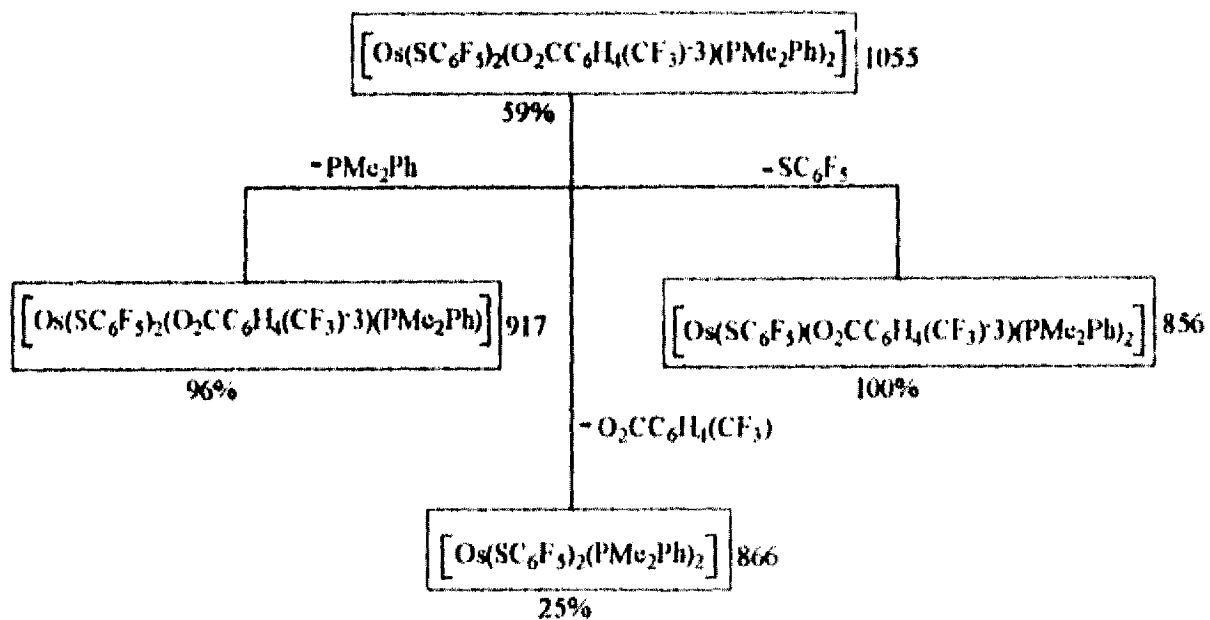 [Os(SC₆F₅)₂(O₂CC₆H₄(CF₃)-3)(PMe₂Ph)₂] 1055
59%
-PMe₂Ph
-SC₆F₅
[Os(SC₆F₅)₂(O₂CC₆H₄(CF₃)-3)(PMe₂Ph)] 917
96%
[Os(SC₆F₅)(O₂CC₆H₄(CF₃)-3)(PMe₂Ph)₂] 856
100%
-O₂CC₆H₄(CF₃)
[Os(SC₆F₅)₂(PMe₂Ph)₂] 866
25%